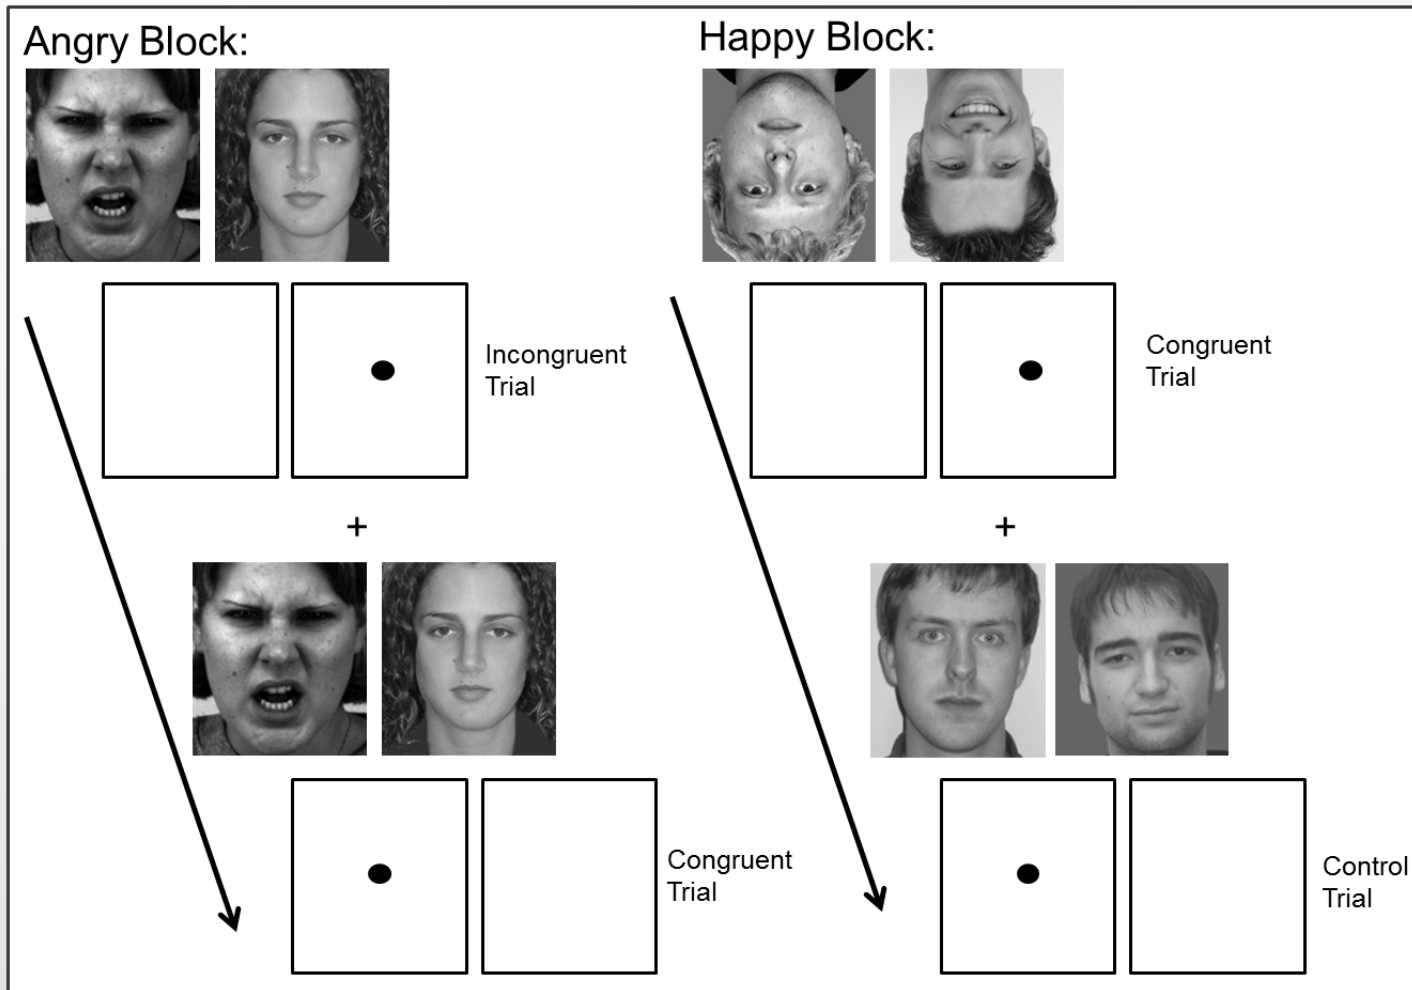 Angry Block:
Happy Block:
Incongruent
Trial
Congruent
Trial
+
+
Congruent
Trial
Control
Trial